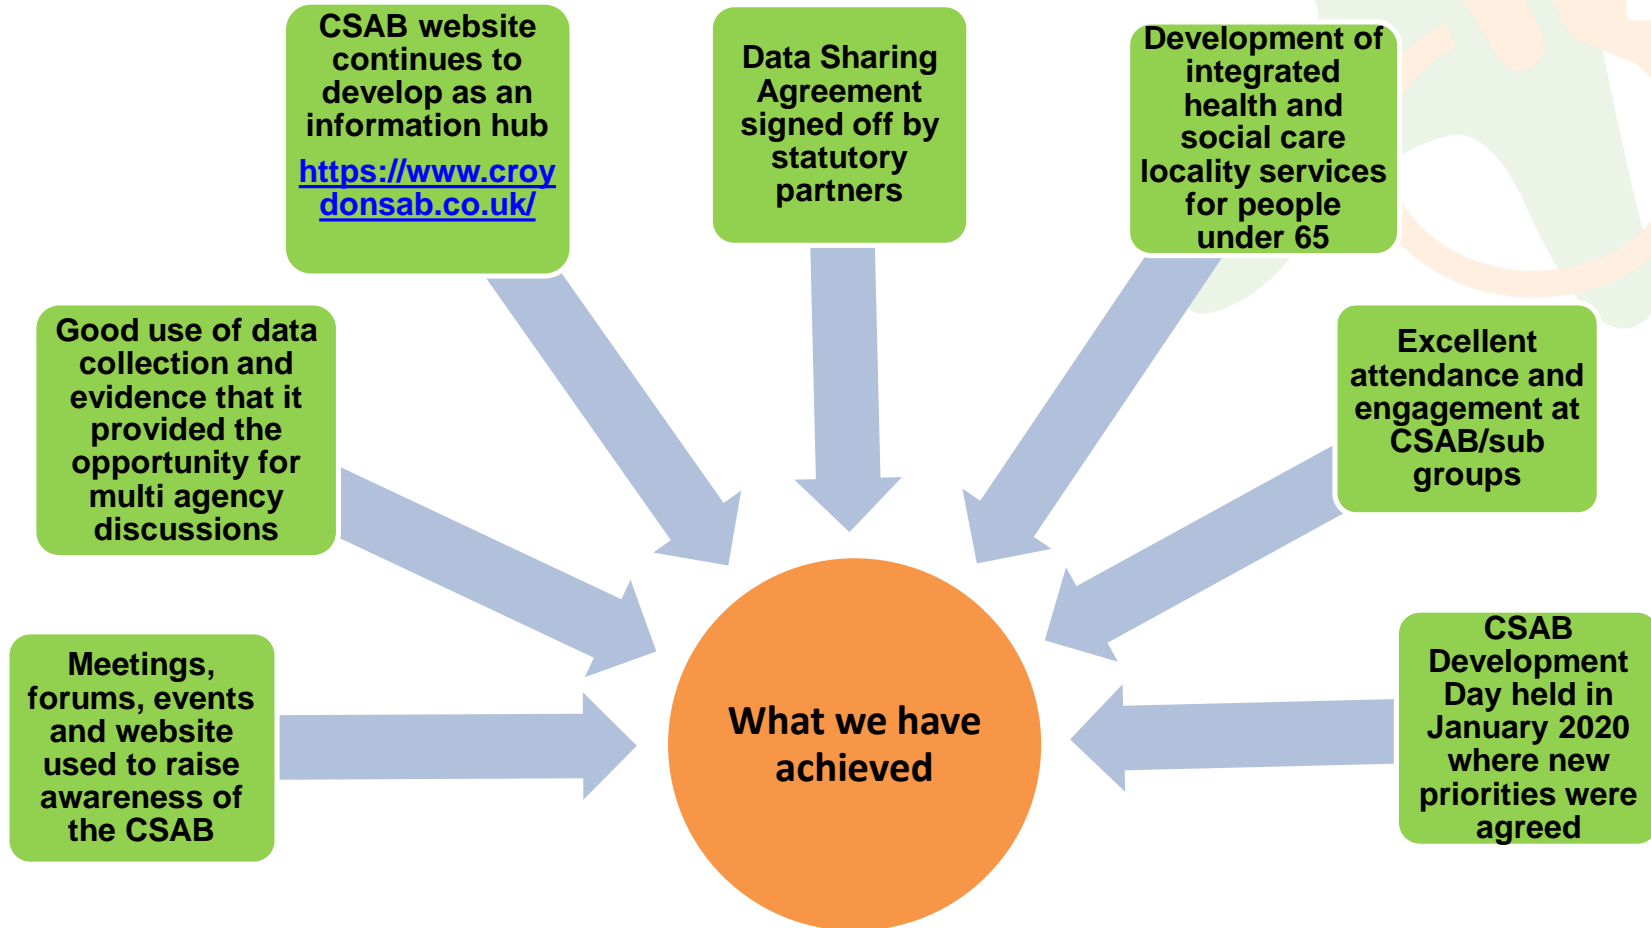 CSAB website
continues to
develop as an
information hub
https://www.croy
donsab.co.uk/
Data Sharing
Agreement
signed off by
statutory
partners
Development of
integrated
health and
social care
locality services
for people
under 65
Good use of data
collection and
evidence that it
provided the
opportunity for
multi agency
discussions
Excellent
attendance and
engagement at
CSAB/sub
groups
Meetings,
forums, events
and website
used to raise
awareness of
the CSAB
What we have
achieved
CSAB
Development
Day held in
January 2020
where new
priorities were
agreed